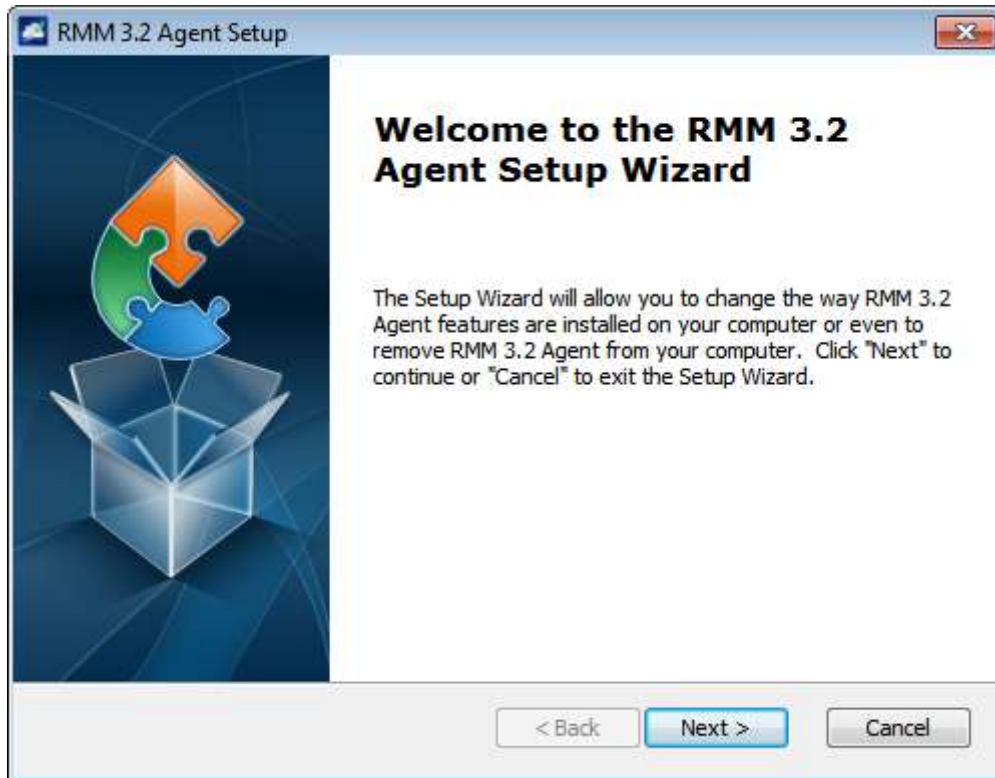 RMM 3.2 Agent Setup
Welcome to the RMM 3.2
Agent Setup Wizard
The Setup Wizard will allow you to change the way RMM 3.2
Agent features are installed on your computer or even to
remove RMM 3.2 Agent from your computer.  Click "Next" to
continue or "Cancel" to exit the Setup Wizard.
< Back
Next >
Cancel